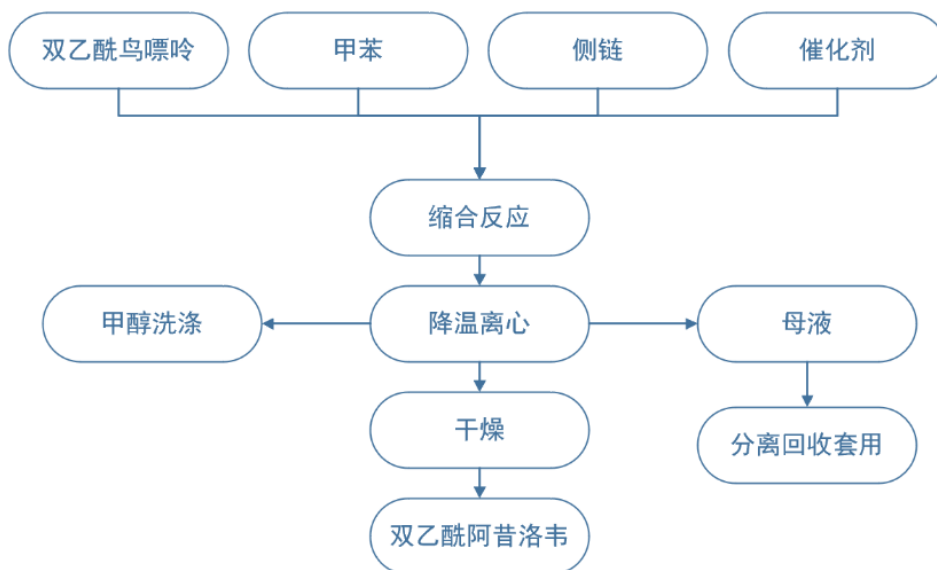 双乙酰鸟嘌呤
甲苯
侧链
催化剂
缩合反应
甲醇洗涤
降温离心
母液
干燥
分离回收套用
双乙酰阿昔洛韦